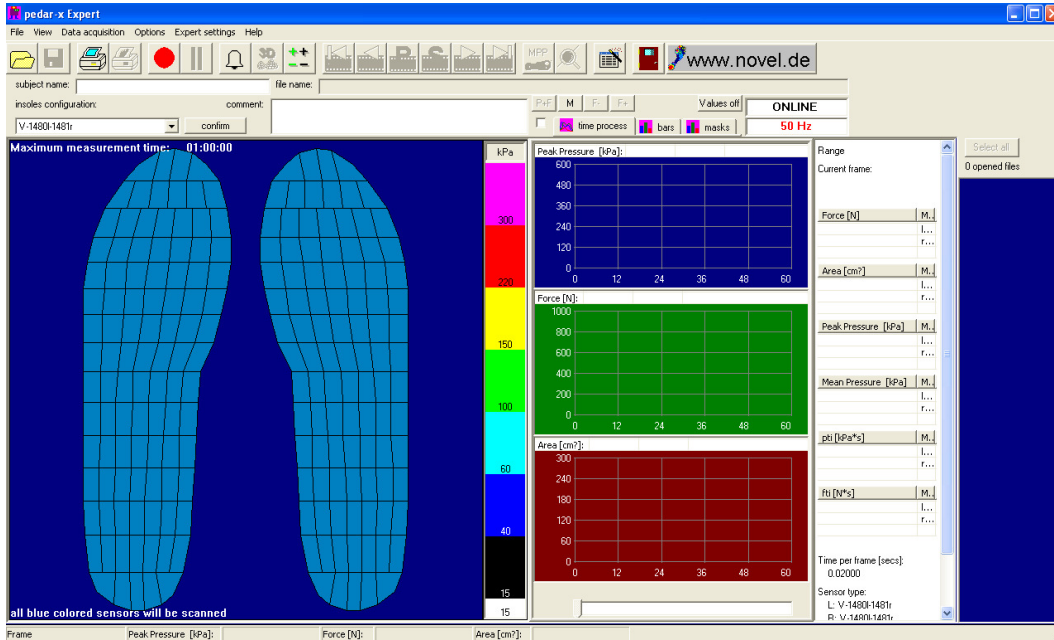 pedar-x Expert
File View Data acquisition Options Expert settings Help
3D
MPP
www.novel.de
subject name:
file name:
insoles configuration:
comment:
P+F M F- F+
Values off
ONLINE
V-1480l-1481r
confirm
time process
bars
masks
50 Hz
Maximum measurement time: 01:00:00
all blue colored sensors will be scanned
kPa
300
220
150
100
60
40
15
15
Peak Pressure [kPa]:
600
480
360
240
120
0
0 12 24 36 48 60
Force [N]:
1000
800
600
400
200
0
0 12 24 36 48 60
Area [cm?]:
300
240
180
120
60
0
0 12 24 36 48 60
Range
Current frame:
Force [N] M..
l...
r...
Area [cm?] M..
l...
r...
Peak Pressure [kPa] M..
l...
r...
Mean Pressure [kPa] M..
l...
r...
pti [kPa*s] M..
l...
r...
fti [N*s] M..
l...
r...
Time per frame [secs]:
0.02000
Sensor type:
L: V-1480l-1481r
R: V-1480l-1481r
Select all
0 opened files
Frame
Peak Pressure [kPa]:
Force [N]:
Area [cm?]: